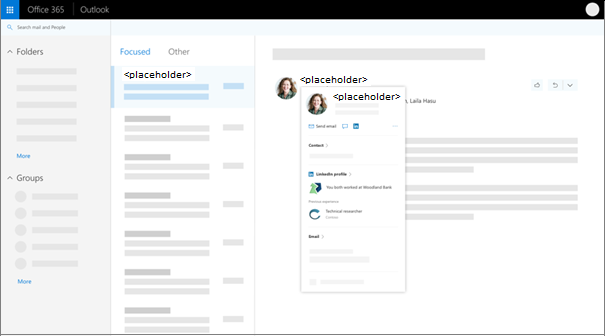 Office 365 Outlook
Search mail and People
Folders
More
Groups
More
Focused Other
<placeholder>
<placeholder>
, Laila Hasu
<placeholder>
Send email
Contact
LinkedIn profile
You both worked at Woodland Bank
Previous experience
Technical researcher
Contoso
Email